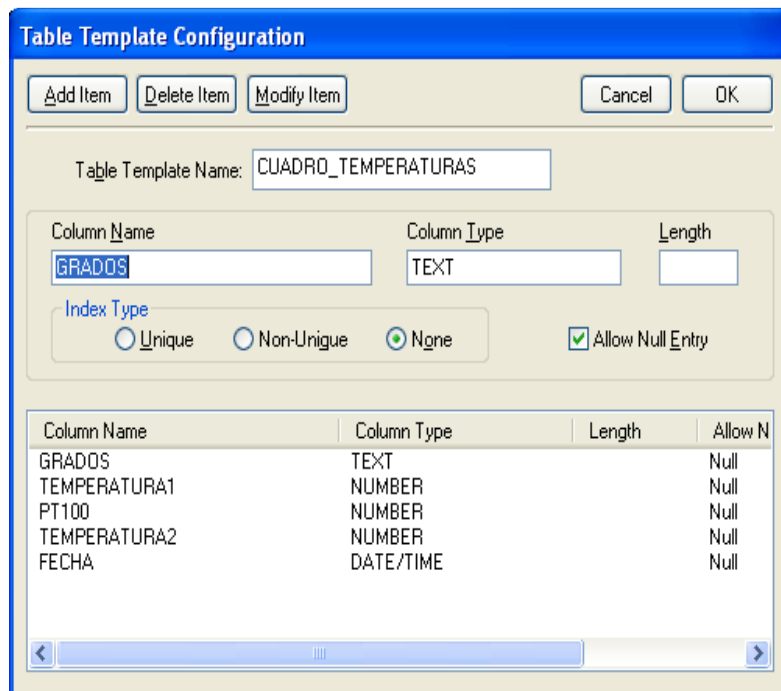 Table Template Configuration
Add Item Delete Item Modify Item Cancel OK
Table Template Name: CUADRO_TEMPERATURAS
Column Name Column Type Length
GRADOS TEXT
Index Type
Unique Non-Unigue None Allow Null Entry
Column Name Column Type Length Allow N
GRADOS TEXT Null
TEMPERATURA1 NUMBER Null
PT100 NUMBER Null
TEMPERATURA2 NUMBER Null
FECHA DATE/TIME Null